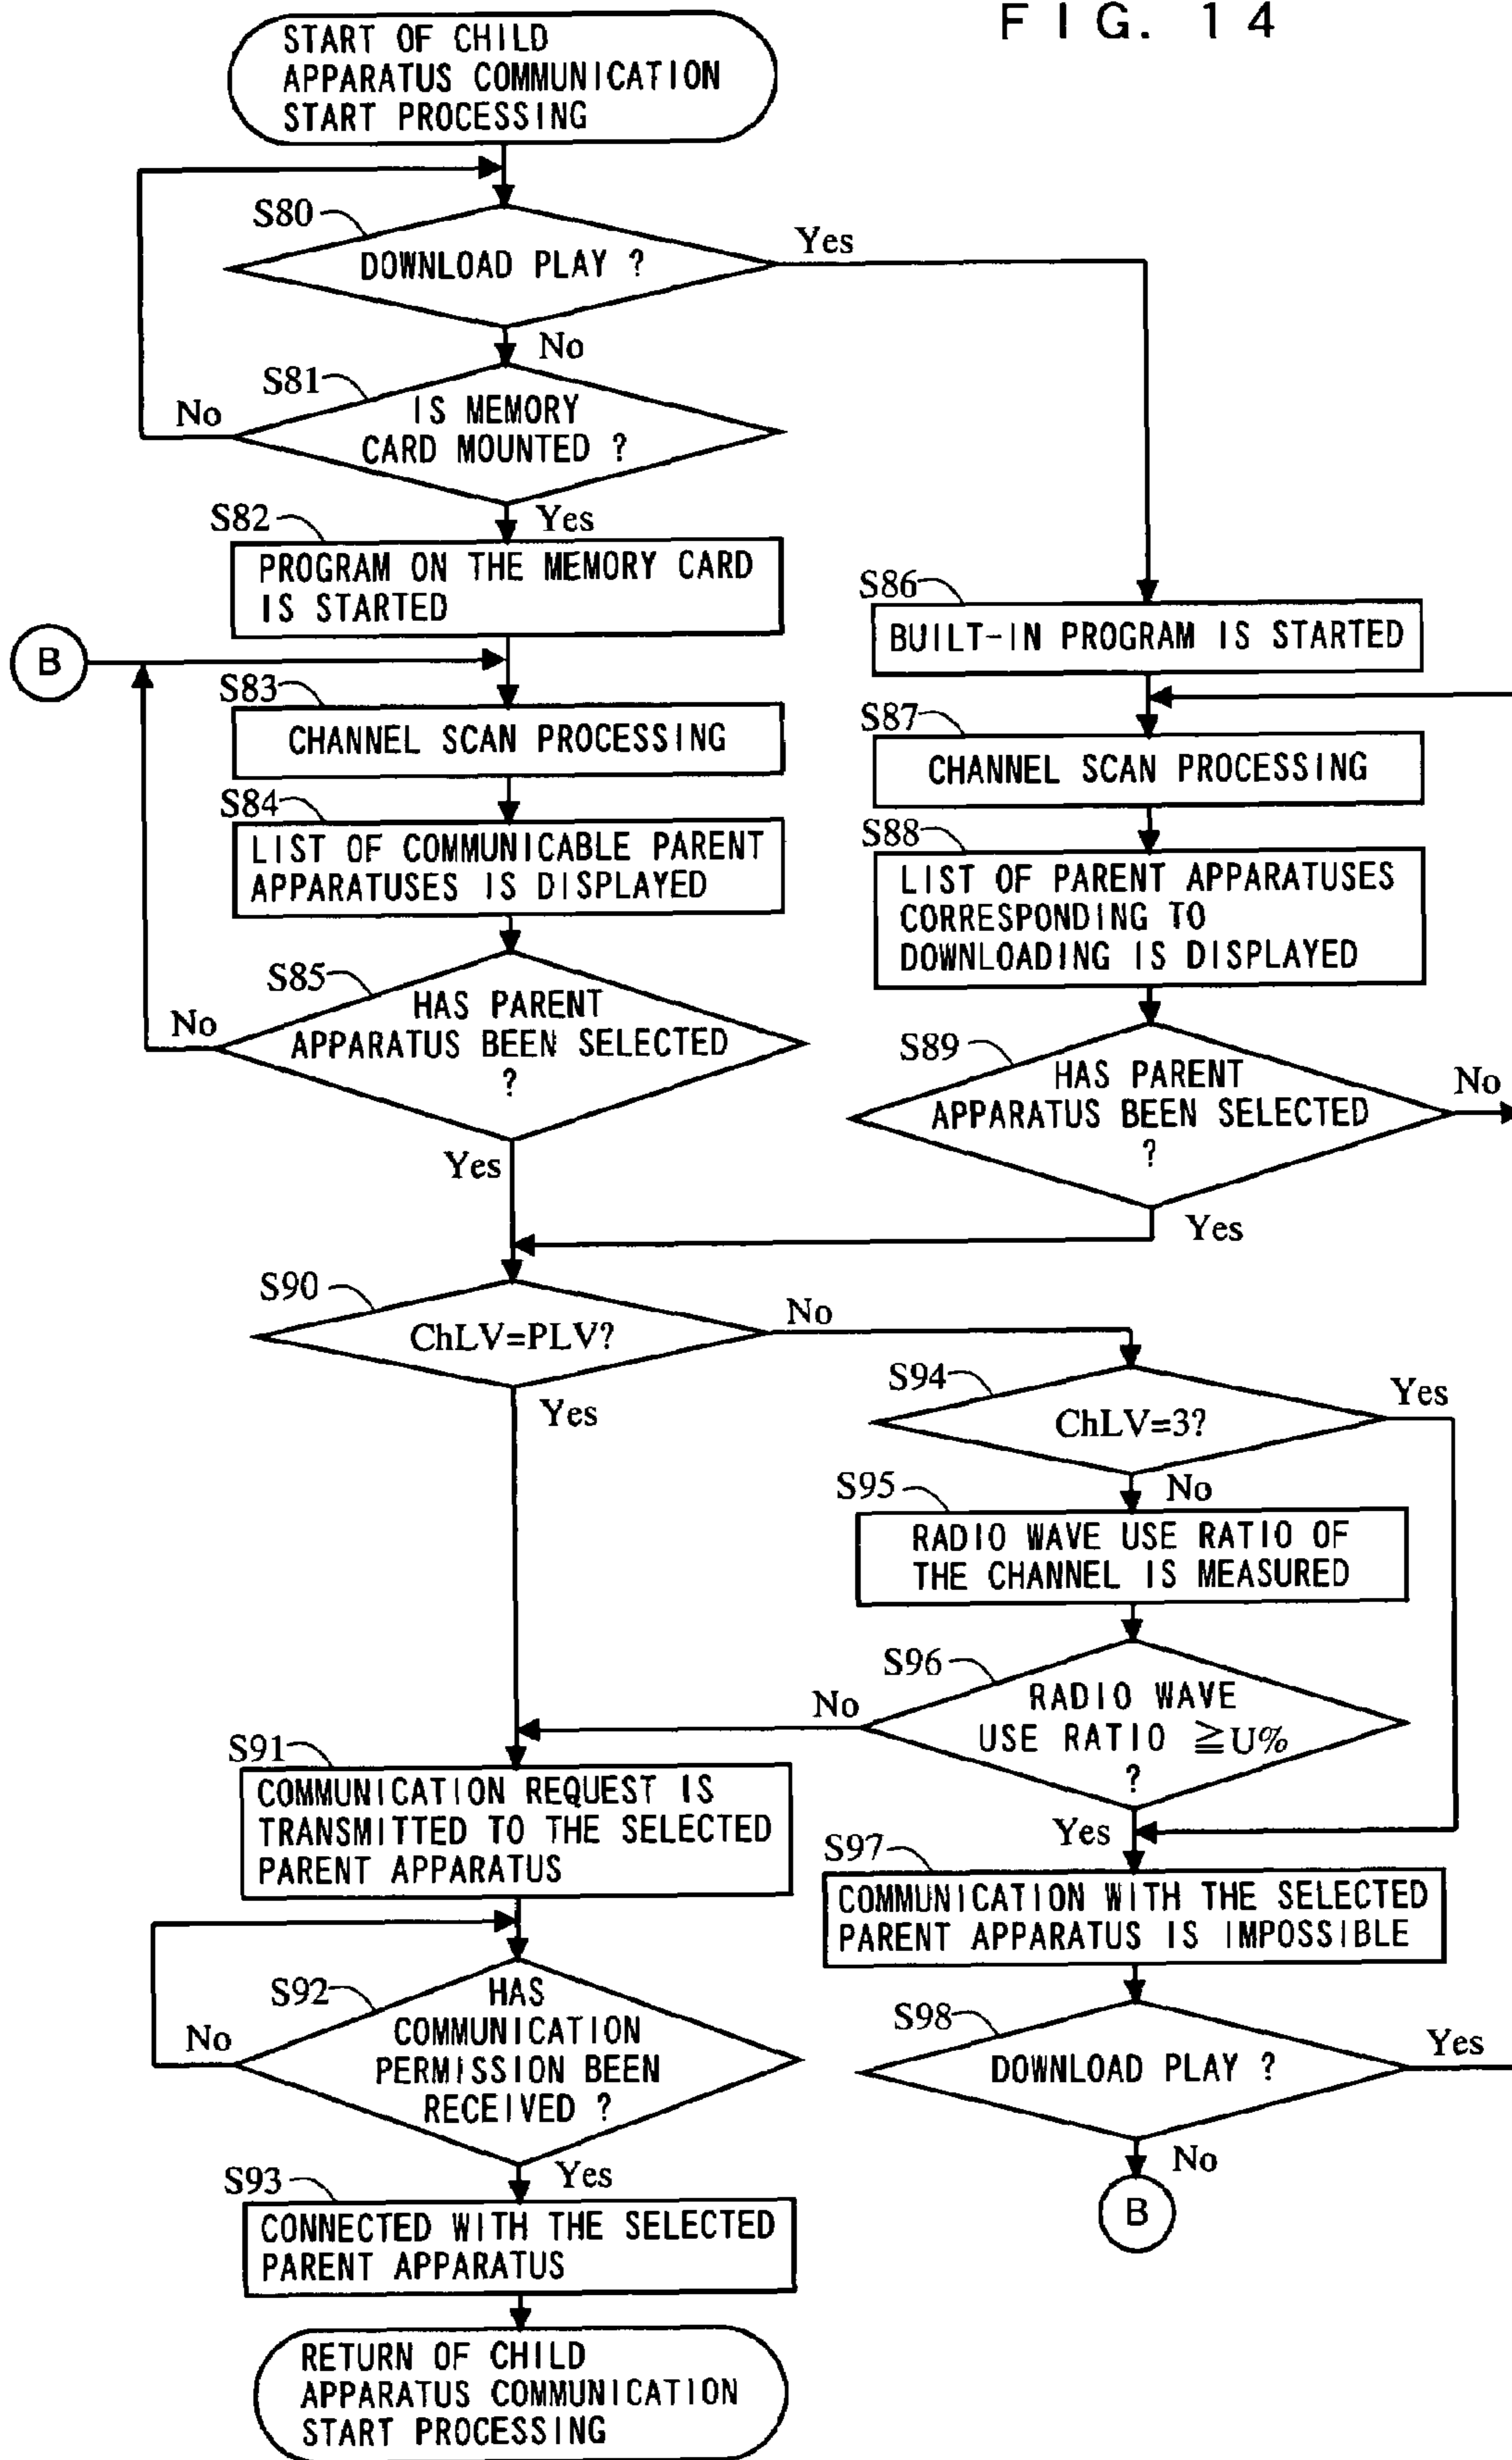 FIG. 14
START OF CHILD
APPARATUS COMMUNICATION
START PROCESSING
S80
DOWNLOAD PLAY ?
Yes
No
S81
IS MEMORY
CARD MOUNTED ?
No
Yes
S82
PROGRAM ON THE MEMORY CARD
IS STARTED
B
S83
CHANNEL SCAN PROCESSING
S84
LIST OF COMMUNICABLE PARENT
APPARATUSES IS DISPLAYED
S85
HAS PARENT
APPARATUS BEEN SELECTED
?
No
Yes
S86
BUILT-IN PROGRAM IS STARTED
S87
CHANNEL SCAN PROCESSING
S88
LIST OF PARENT APPARATUSES
CORRESPONDING TO
DOWNLOADING IS DISPLAYED
S89
HAS PARENT
APPARATUS BEEN SELECTED
?
No
Yes
S90
ChLV=PLV?
No
Yes
S94
ChLV=3?
Yes
No
S95
RADIO WAVE USE RATIO OF
THE CHANNEL IS MEASURED
S96
RADIO WAVE
USE RATIO ≧U%
?
No
Yes
S91
COMMUNICATION REQUEST IS
TRANSMITTED TO THE SELECTED
PARENT APPARATUS
S97
COMMUNICATION WITH THE SELECTED
PARENT APPARATUS IS IMPOSSIBLE
S92
HAS
COMMUNICATION
PERMISSION BEEN
RECEIVED ?
No
Yes
S98
DOWNLOAD PLAY ?
Yes
No
B
S93
CONNECTED WITH THE SELECTED
PARENT APPARATUS
RETURN OF CHILD
APPARATUS COMMUNICATION
START PROCESSING